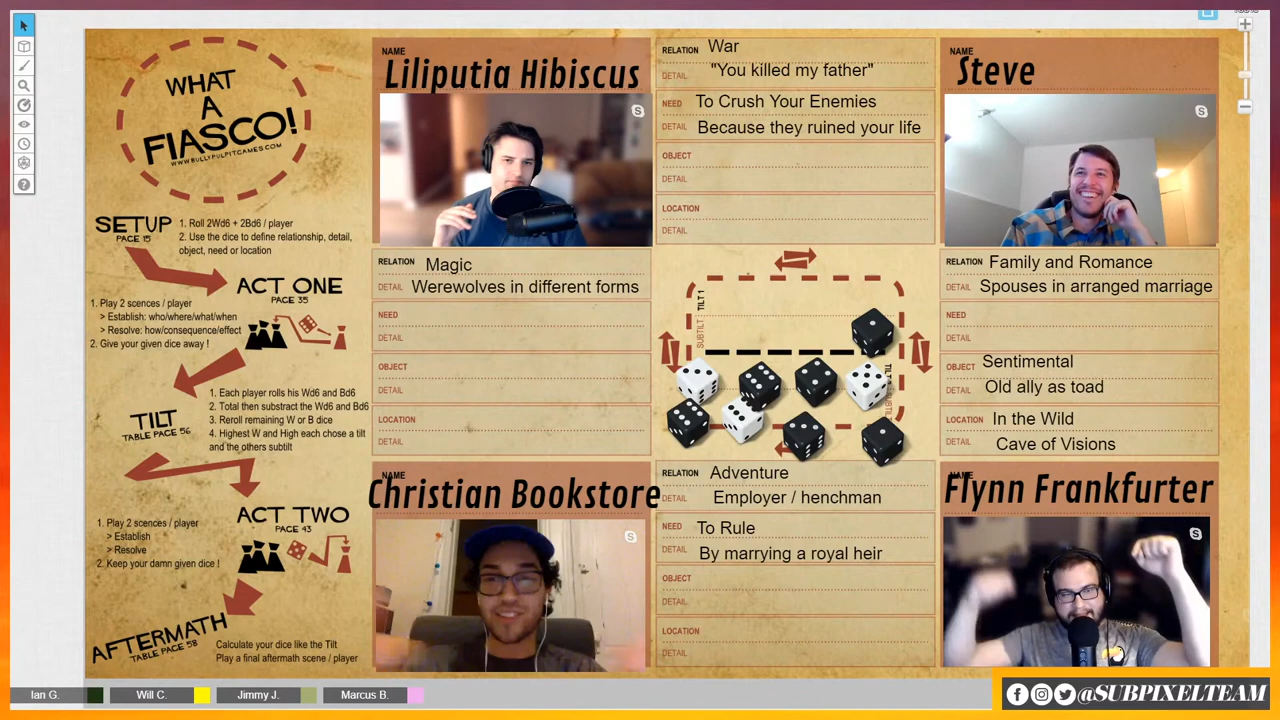 WHAT
A
FIASCO!
WWW.BULLYPULPITGAMES.COM
SETUP
PAGE 15
1. Roll 2Wd6 + 2Bd6 / player
2. Use the dice to define relationship, detail,
object, need or location
ACT ONE
PAGE 35
1. Play 2 scences / player
> Establish: who/where/what/when
> Resolve: how/consequence/effect
2. Give your given dice away !
TILT
TABLE PAGE 56
1. Each player rolls his Wd6 and Bd6
2. Total then substract the Wd6 and Bd6
3. Reroll remaining W or B dice
4. Highest W and High each chose a tilt
and the others subtilt
ACT TWO
PAGE 43
1. Play 2 scences / player
> Establish
> Resolve
2. Keep your damn given dice !
AFTERMATH
TABLE PAGE 58
Calculate your dice like the Tilt
Play a final aftermath scene / player
NAME
Liliputia Hibiscus
RELATION War
DETAIL "You killed my father"
NEED To Crush Your Enemies
DETAIL Because they ruined your life
OBJECT
DETAIL
LOCATION
DETAIL
NAME
Steve
RELATION Magic
DETAIL Werewolves in different forms
NEED
DETAIL
OBJECT
DETAIL
LOCATION
DETAIL
TILT 1
SUBTILT
RELATION Family and Romance
DETAIL Spouses in arranged marriage
NEED
DETAIL
OBJECT Sentimental
DETAIL Old ally as toad
LOCATION In the Wild
DETAIL Cave of Visions
NAME
Christian Bookstore
RELATION Adventure
DETAIL Employer / henchman
NEED To Rule
DETAIL By marrying a royal heir
OBJECT
DETAIL
LOCATION
DETAIL
NAME
Flynn Frankfurter
Ian G.
Will C.
Jimmy J.
Marcus B.
@SUBPIXELTEAM